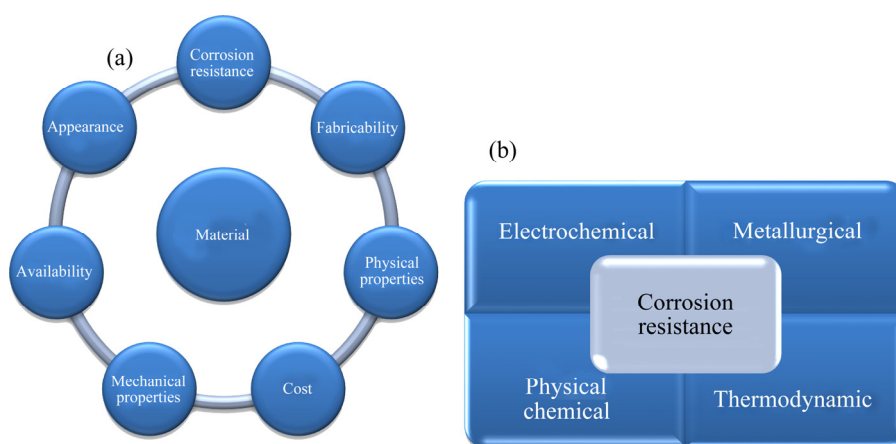 (a)
Corrosion
resistance
Appearance
Fabricability
Material
Availability
Physical
properties
Mechanical
properties
Cost
(b)
Electrochemical
Metallurgical
Corrosion
resistance
Physical
chemical
Thermodynamic